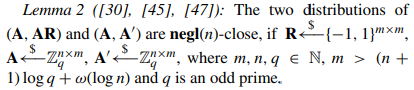 Lemma 2 ([30], [45], [47]): The two distributions of
(A, AR) and (A, A′) are negl(n)-close, if R ←$ {−1, 1}^{m×m},
A ←$ ℤ_q^{n×m}, A′ ←$ ℤ_q^{n×m}, where m, n, q ∈ ℕ, m > (n +
1) log q + ω(log n) and q is an odd prime.